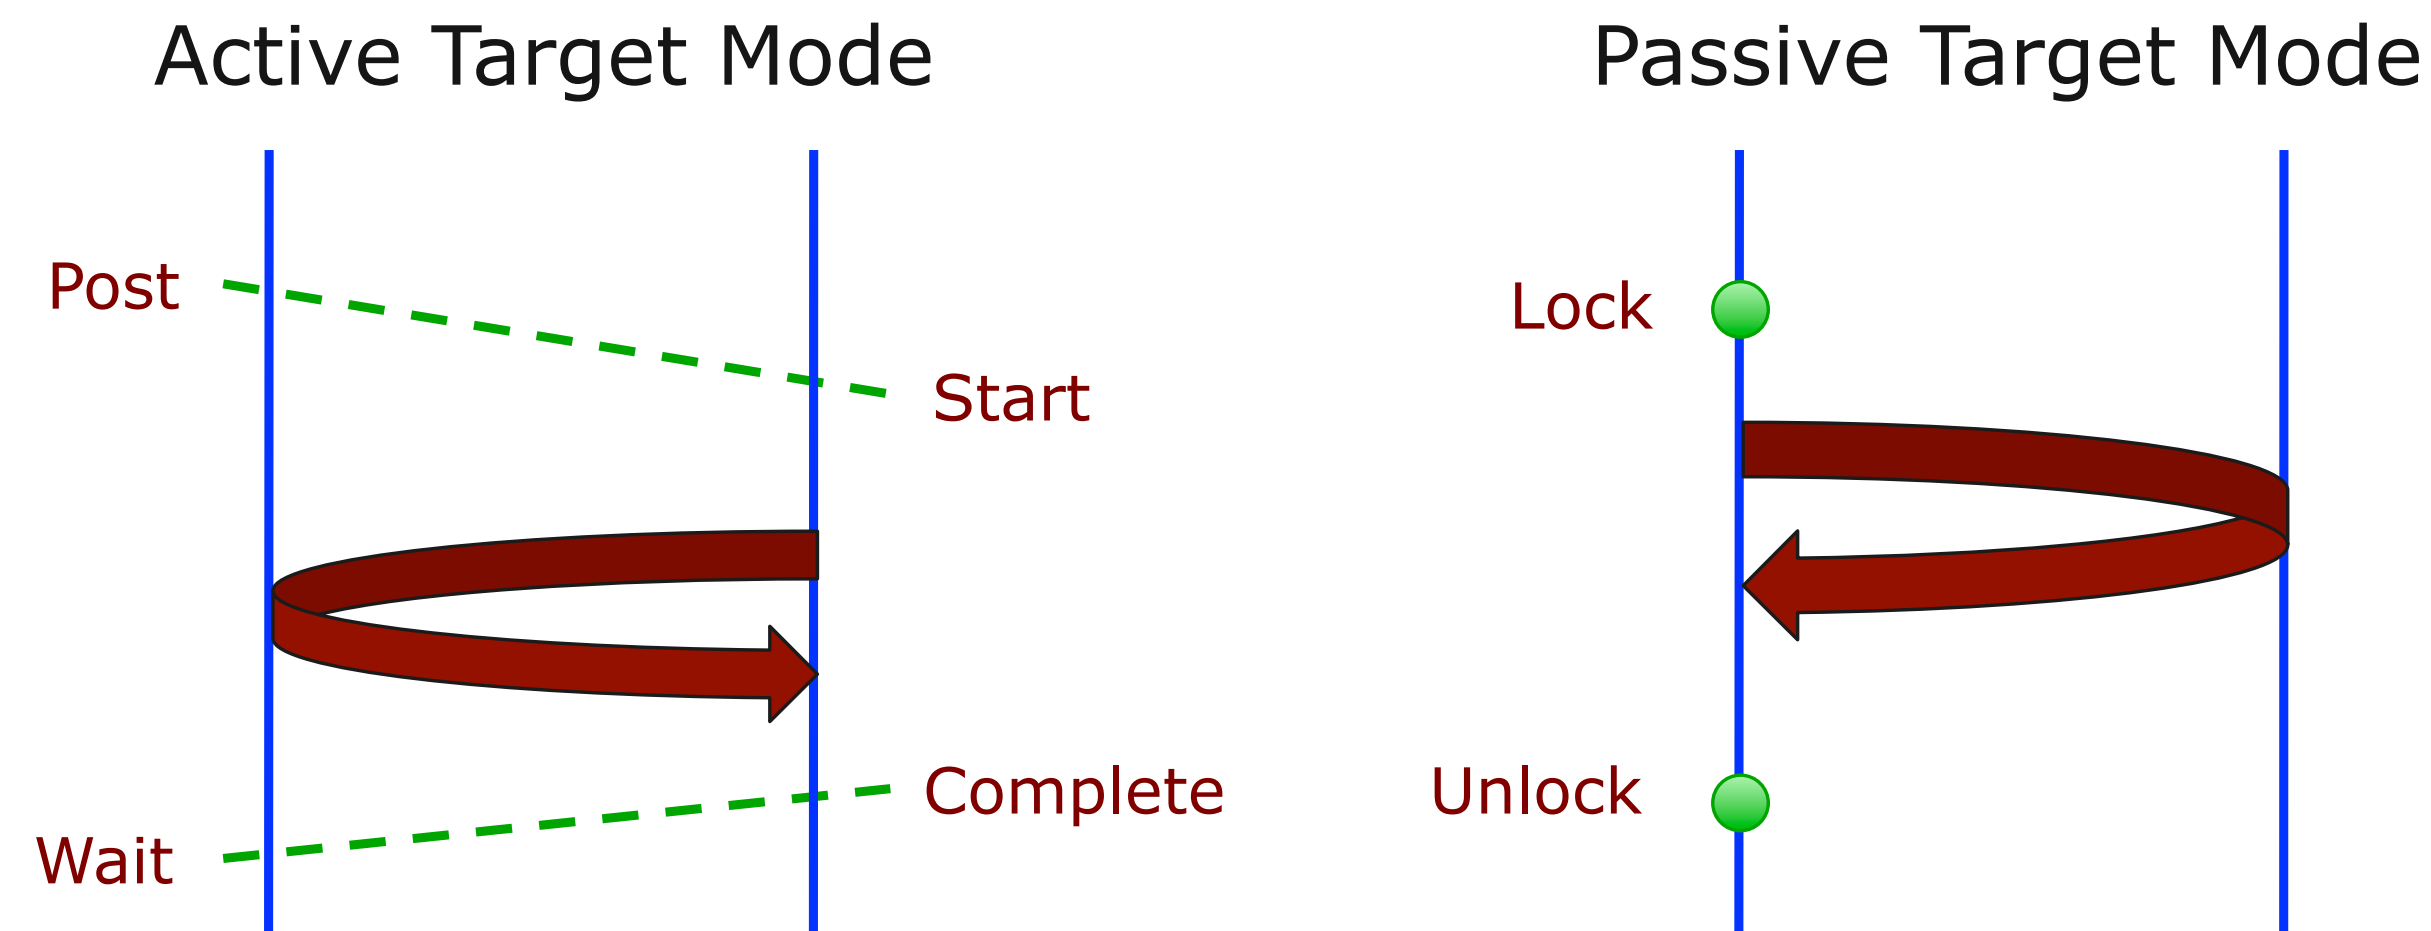 Active Target Mode
Post
Start
Complete
Wait
Passive Target Mode
Lock
Unlock